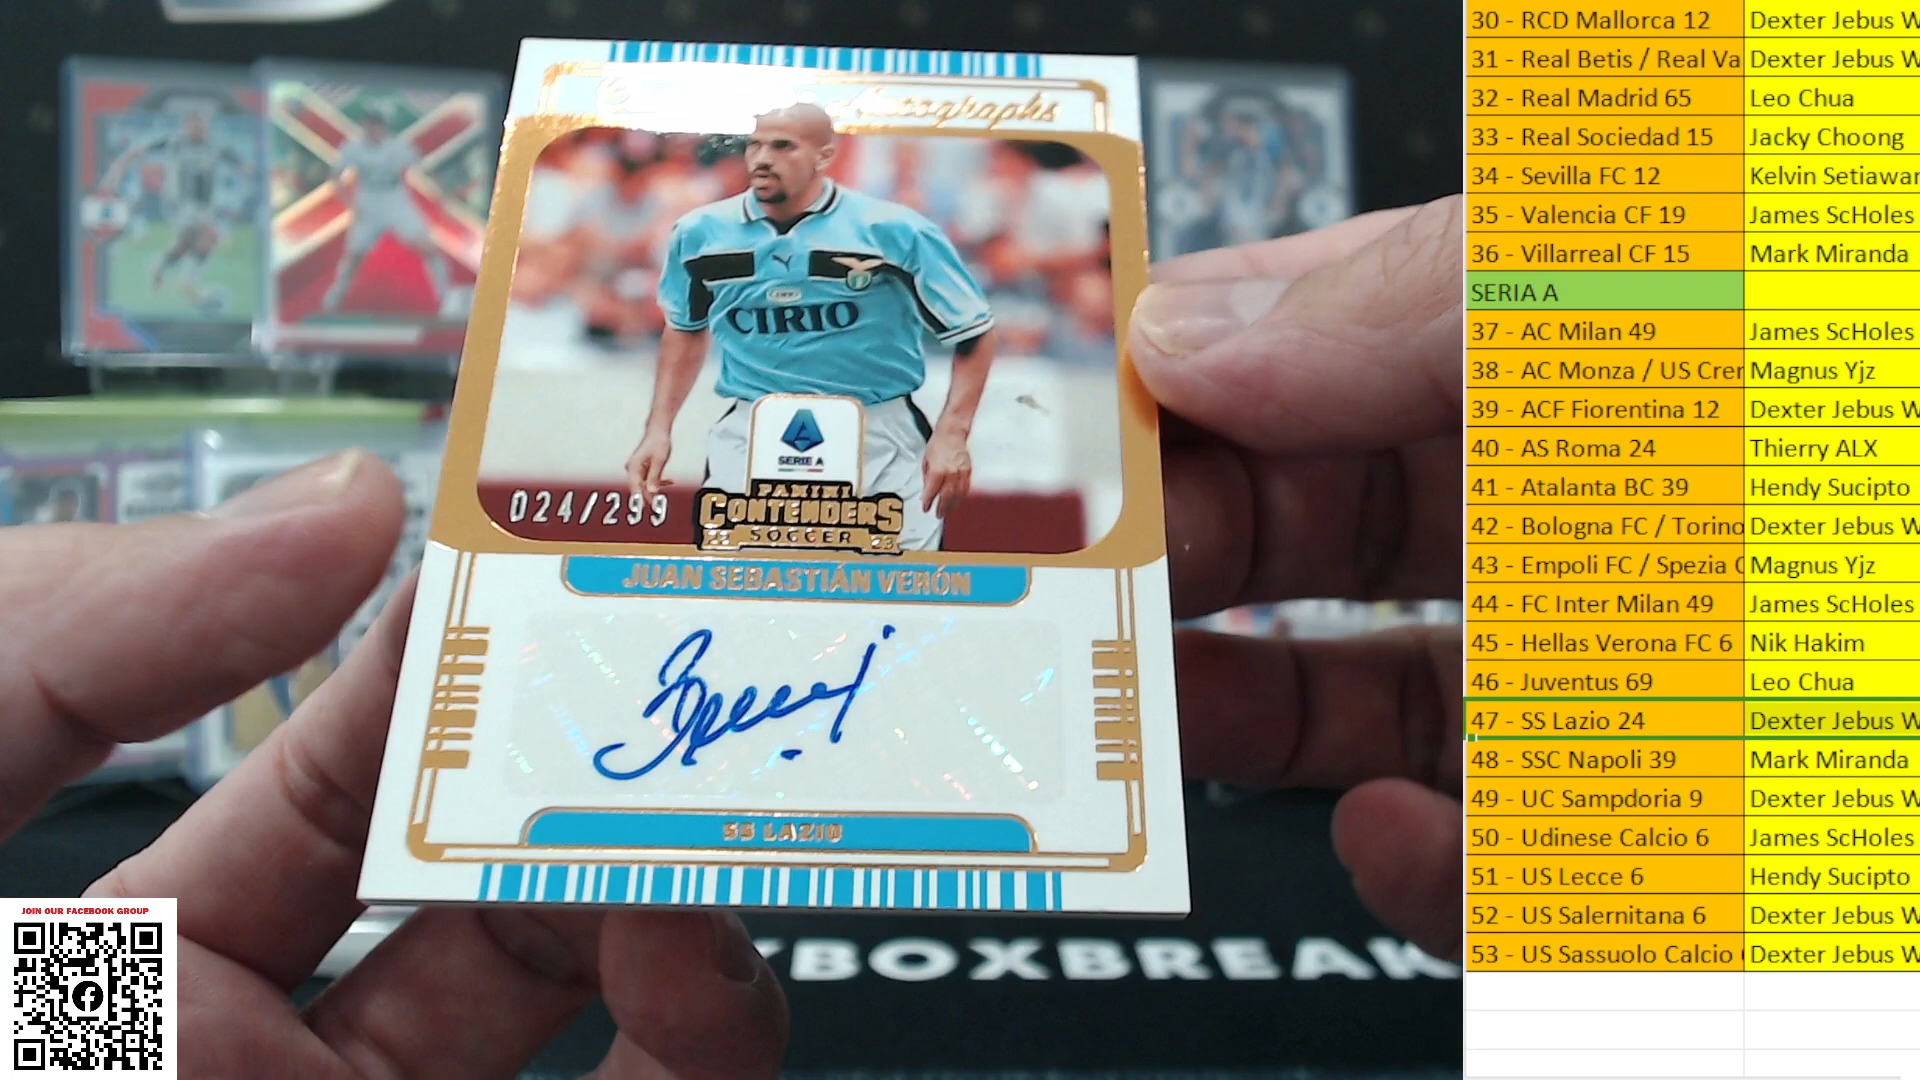 Autographs
CIRIO
SERIE A
024/299
PANINI
CONTENDERS
SOCCER
23
JUAN SEBASTIÁN VERÓN
SS LAZIO
BOXBREAK
JOIN OUR FACEBOOK GROUP
30 - RCD Mallorca 12 Dexter Jebus W
31 - Real Betis / Real Va Dexter Jebus W
32 - Real Madrid 65 Leo Chua
33 - Real Sociedad 15 Jacky Choong
34 - Sevilla FC 12 Kelvin Setiawan
35 - Valencia CF 19 James ScHoles
36 - Villarreal CF 15 Mark Miranda
SERIA A
37 - AC Milan 49 James ScHoles
38 - AC Monza / US Crer Magnus Yjz
39 - ACF Fiorentina 12 Dexter Jebus W
40 - AS Roma 24 Thierry ALX
41 - Atalanta BC 39 Hendy Sucipto
42 - Bologna FC / Torino Dexter Jebus W
43 - Empoli FC / Spezia C Magnus Yjz
44 - FC Inter Milan 49 James ScHoles
45 - Hellas Verona FC 6 Nik Hakim
46 - Juventus 69 Leo Chua
47 - SS Lazio 24 Dexter Jebus W
48 - SSC Napoli 39 Mark Miranda
49 - UC Sampdoria 9 Dexter Jebus W
50 - Udinese Calcio 6 James ScHoles
51 - US Lecce 6 Hendy Sucipto
52 - US Salernitana 6 Dexter Jebus W
53 - US Sassuolo Calcio Dexter Jebus W